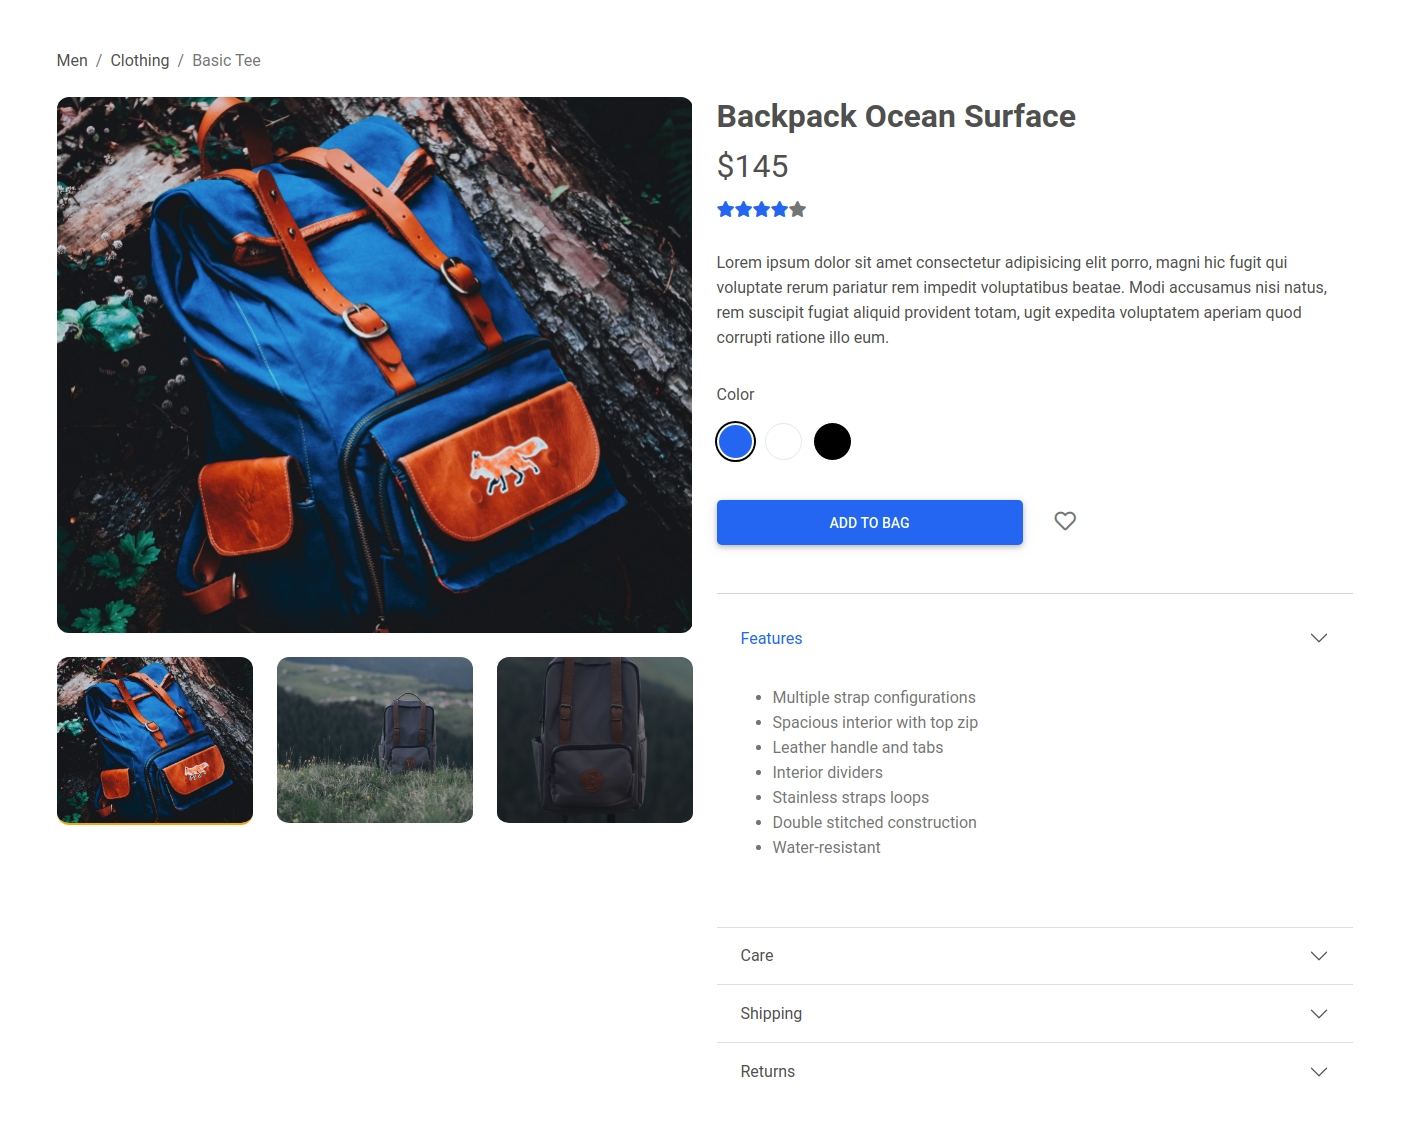 Men / Clothing / Basic Tee
Backpack Ocean Surface
$145
Lorem ipsum dolor sit amet consectetur adipisicing elit porro, magni hic fugit qui
voluptate rerum pariatur rem impedit voluptatibus beatae. Modi accusamus nisi natus,
rem suscipit fugiat aliquid provident totam, ugit expedita voluptatem aperiam quod
corrupti ratione illo eum.
Color
ADD TO BAG
Features
Multiple strap configurations
Spacious interior with top zip
Leather handle and tabs
Interior dividers
Stainless straps loops
Double stitched construction
Water-resistant
Care
Shipping
Returns